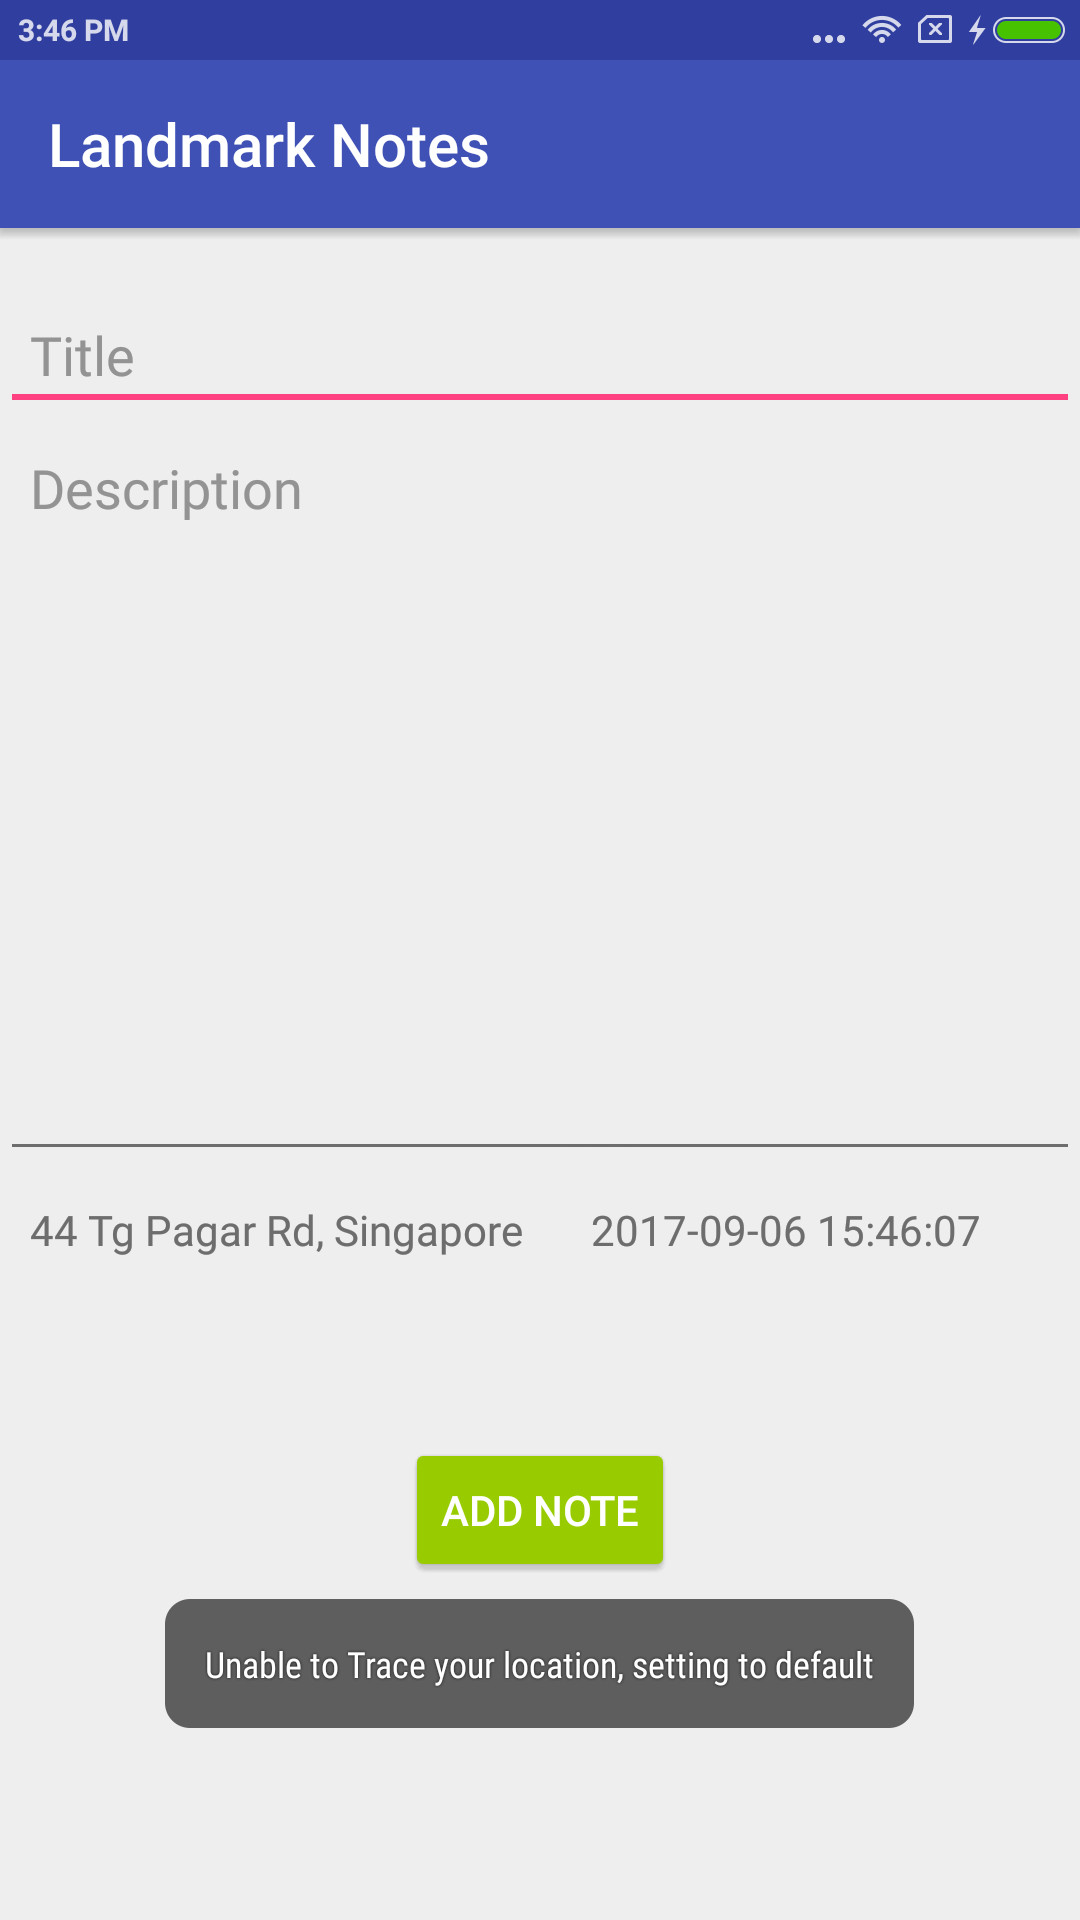 3:46 PM
Landmark Notes
Title
Description
44 Tg Pagar Rd, Singapore 2017-09-06 15:46:07
ADD NOTE
Unable to Trace your location, setting to default